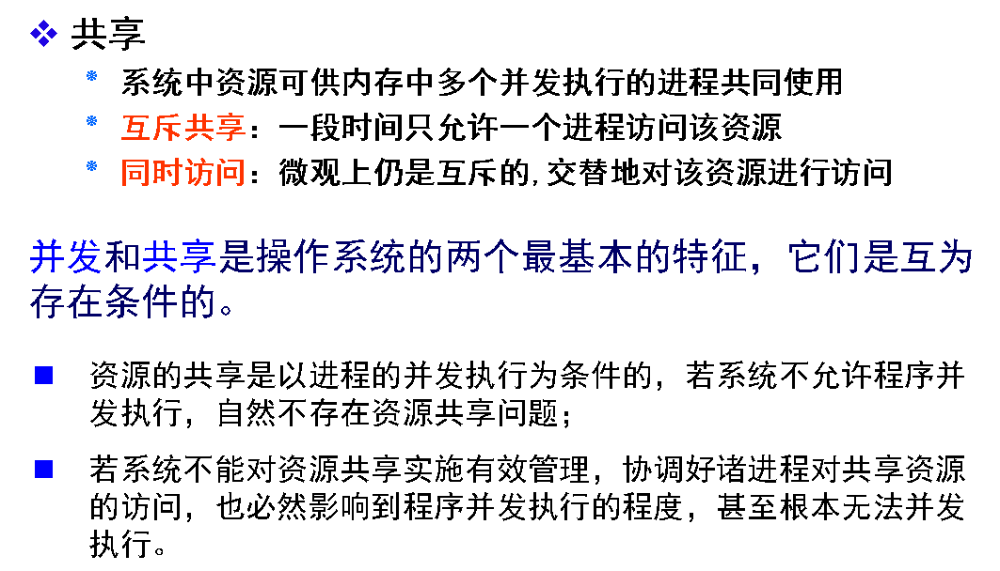 共享
系统中资源可供内存中多个并发执行的进程共同使用
互斥共享：一段时间只允许一个进程访问该资源
同时访问：微观上仍是互斥的,交替地对该资源进行访问
并发和共享是操作系统的两个最基本的特征，它们是互为
存在条件的。
资源的共享是以进程的并发执行为条件的，若系统不允许程序并
发执行，自然不存在资源共享问题；
若系统不能对资源共享实施有效管理，协调好诸进程对共享资源
的访问，也必然影响到程序并发执行的程度，甚至根本无法并发
执行。